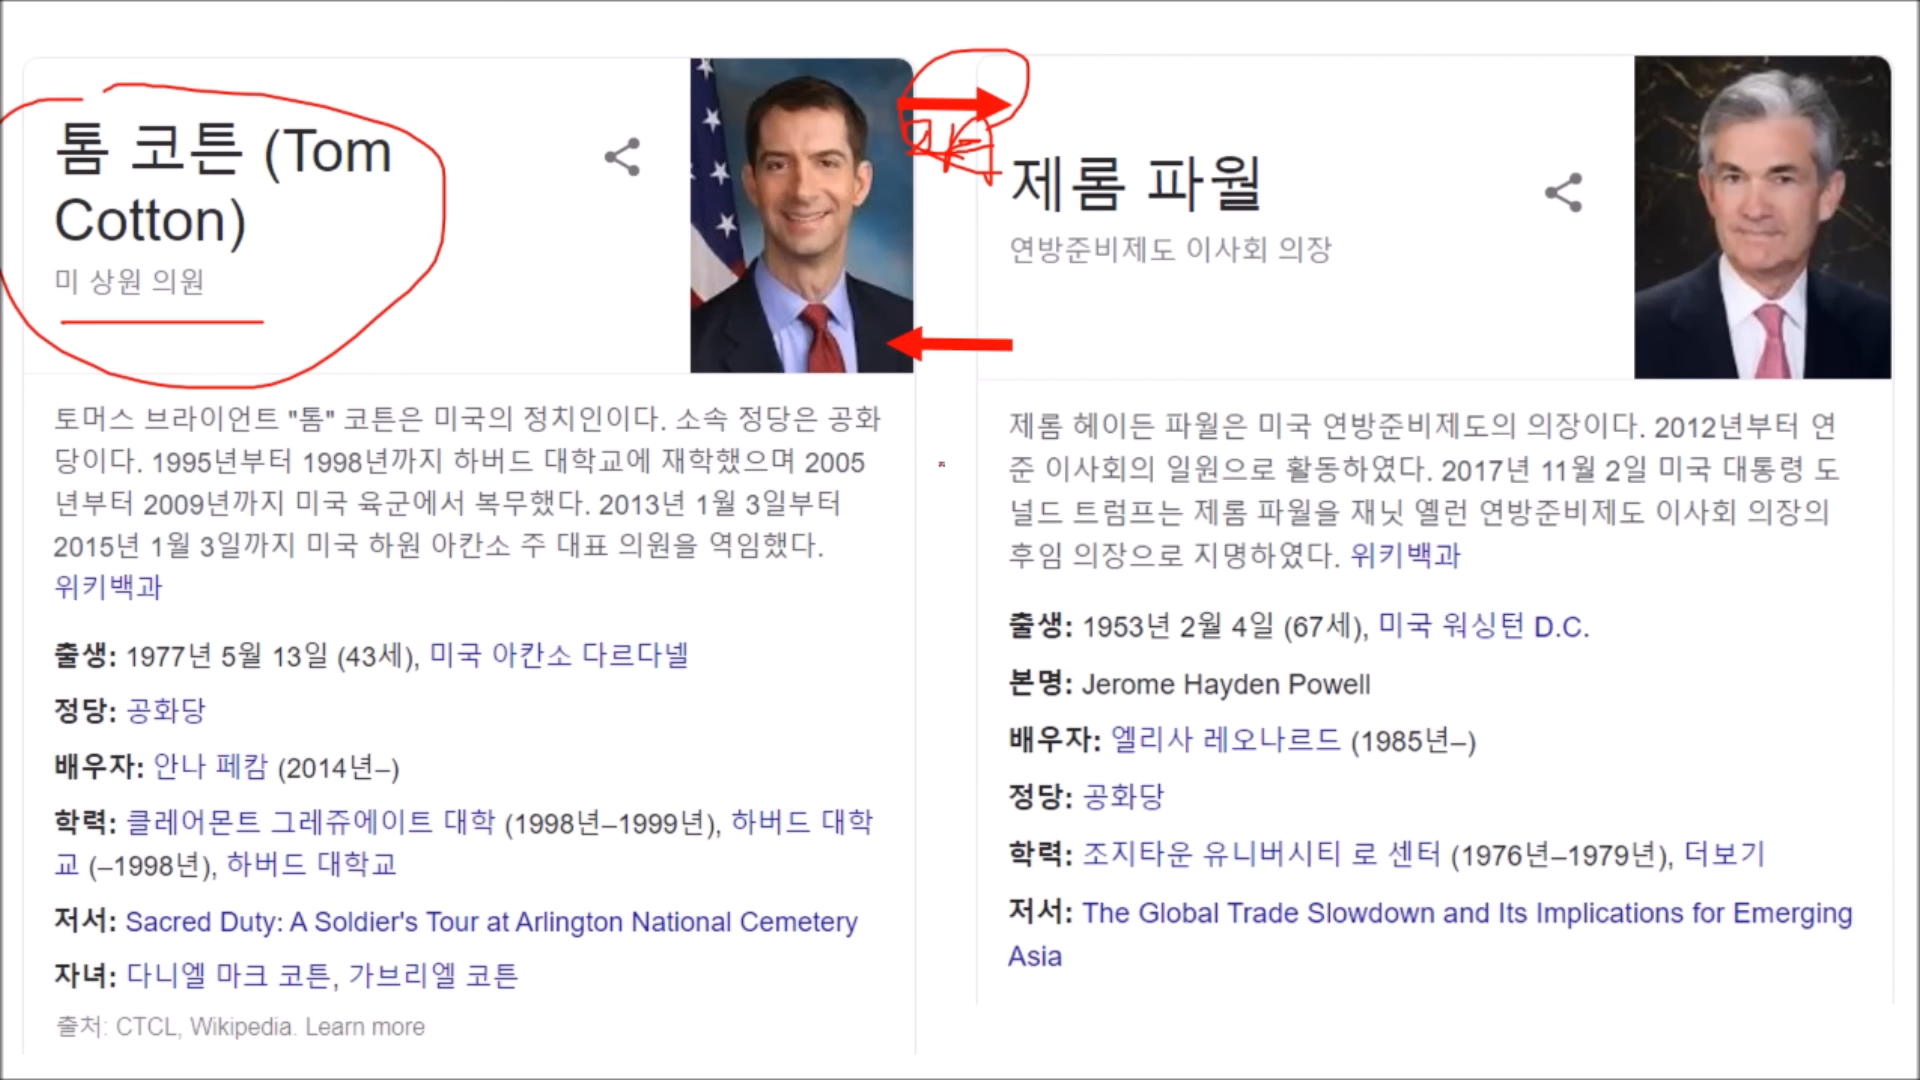 톰 코튼 (Tom
Cotton)
미 상원 의원
토머스 브라이언트 "톰" 코튼은 미국의 정치인이다. 소속 정당은 공화
당이다. 1995년부터 1998년까지 하버드 대학교에 재학했으며 2005
년부터 2009년까지 미국 육군에서 복무했다. 2013년 1월 3일부터
2015년 1월 3일까지 미국 하원 아칸소 주 대표 의원을 역임했다.
위키백과
출생: 1977년 5월 13일 (43세), 미국 아칸소 다르다넬
정당: 공화당
배우자: 안나 페캄 (2014년–)
학력: 클레어몬트 그레쥬에이트 대학 (1998년–1999년), 하버드 대학
교 (–1998년), 하버드 대학교
저서: Sacred Duty: A Soldier's Tour at Arlington National Cemetery
자녀: 다니엘 마크 코튼, 가브리엘 코튼
출처: CTCL, Wikipedia. Learn more
제롬 파월
연방준비제도 이사회 의장
제롬 헤이든 파월은 미국 연방준비제도의 의장이다. 2012년부터 연
준 이사회의 일원으로 활동하였다. 2017년 11월 2일 미국 대통령 도
널드 트럼프는 제롬 파월을 재닛 옐런 연방준비제도 이사회 의장의
후임 의장으로 지명하였다. 위키백과
출생: 1953년 2월 4일 (67세), 미국 워싱턴 D.C.
본명: Jerome Hayden Powell
배우자: 엘리사 레오나르드 (1985년–)
정당: 공화당
학력: 조지타운 유니버시티 로 센터 (1976년–1979년), 더보기
저서: The Global Trade Slowdown and Its Implications for Emerging
Asia